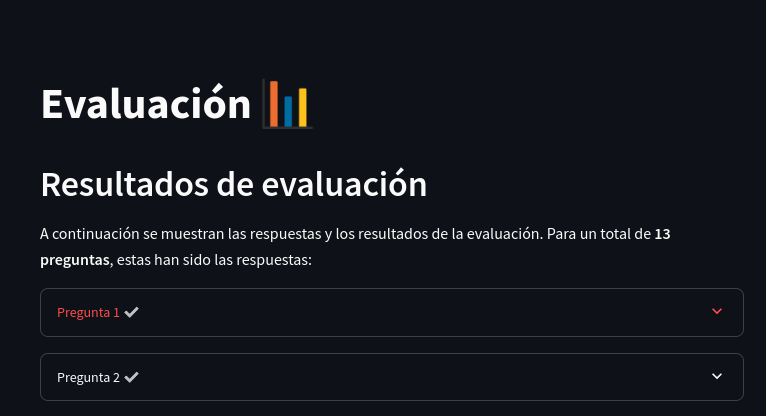 Evaluación 📊
Resultados de evaluación
A continuación se muestran las respuestas y los resultados de la evaluación. Para un total de 13
preguntas, estas han sido las respuestas:
Pregunta 1 ✔
Pregunta 2 ✔